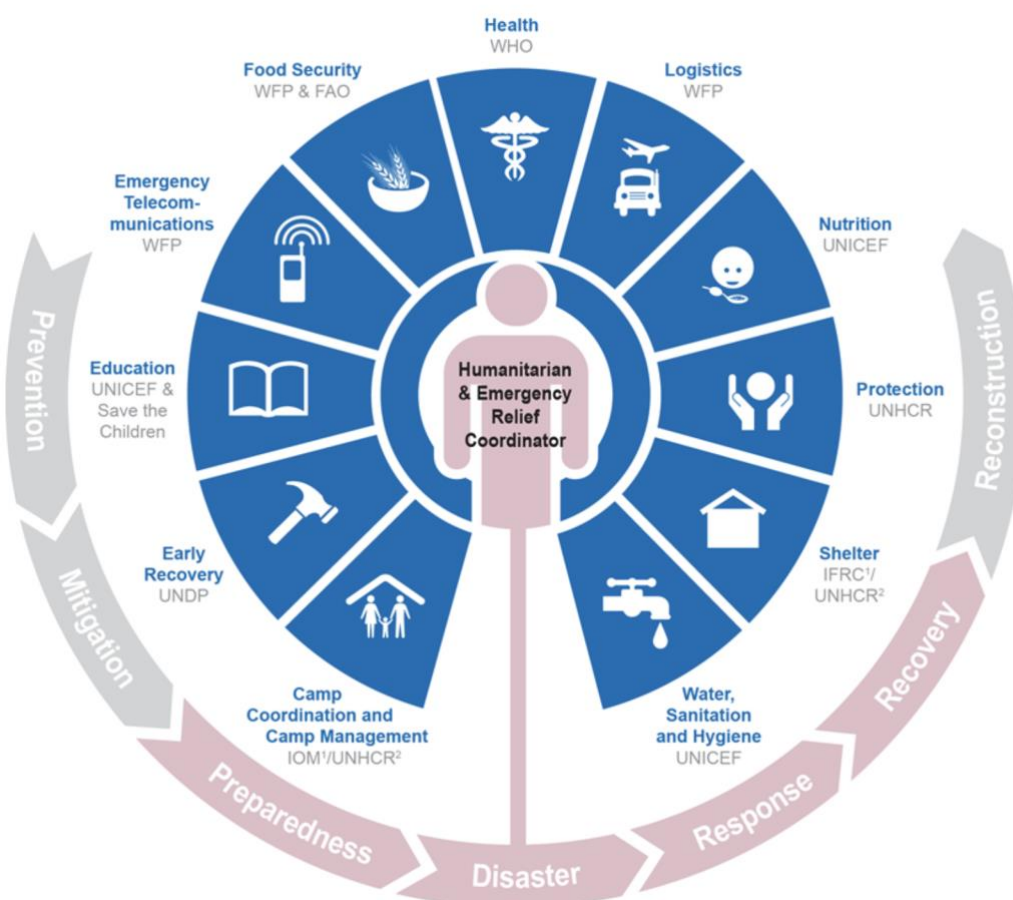 Health
WHO
Food Security
WFP & FAO
Logistics
WFP
Emergency
Telecom-
munications
WFP
Nutrition
UNICEF
Education
UNICEF &
Save the
Children
Humanitarian
& Emergency
Relief
Coordinator
Protection
UNHCR
Early
Recovery
UNDP
Shelter
IFRC¹/
UNHCR²
Camp
Coordination and
Camp Management
IOM¹/UNHCR²
Water,
Sanitation
and Hygiene
UNICEF
Prevention
Mitigation
Preparedness
Disaster
Response
Recovery
Reconstruction